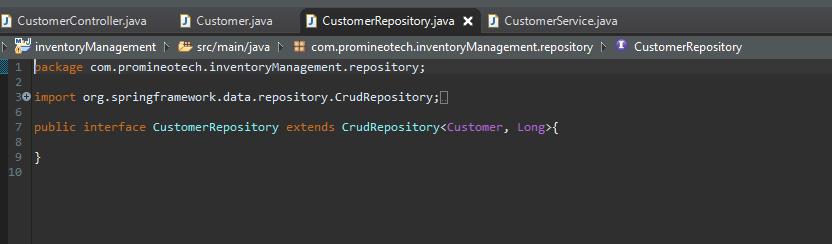 CustomerController.java Customer.java CustomerRepository.java CustomerService.java
inventoryManagement src/main/java com.promineotech.inventoryManagement.repository CustomerRepository
1 package com.promineotech.inventoryManagement.repository;
2
3 import org.springframework.data.repository.CrudRepository;
6
7 public interface CustomerRepository extends CrudRepository<Customer, Long>{
8
9 }
10